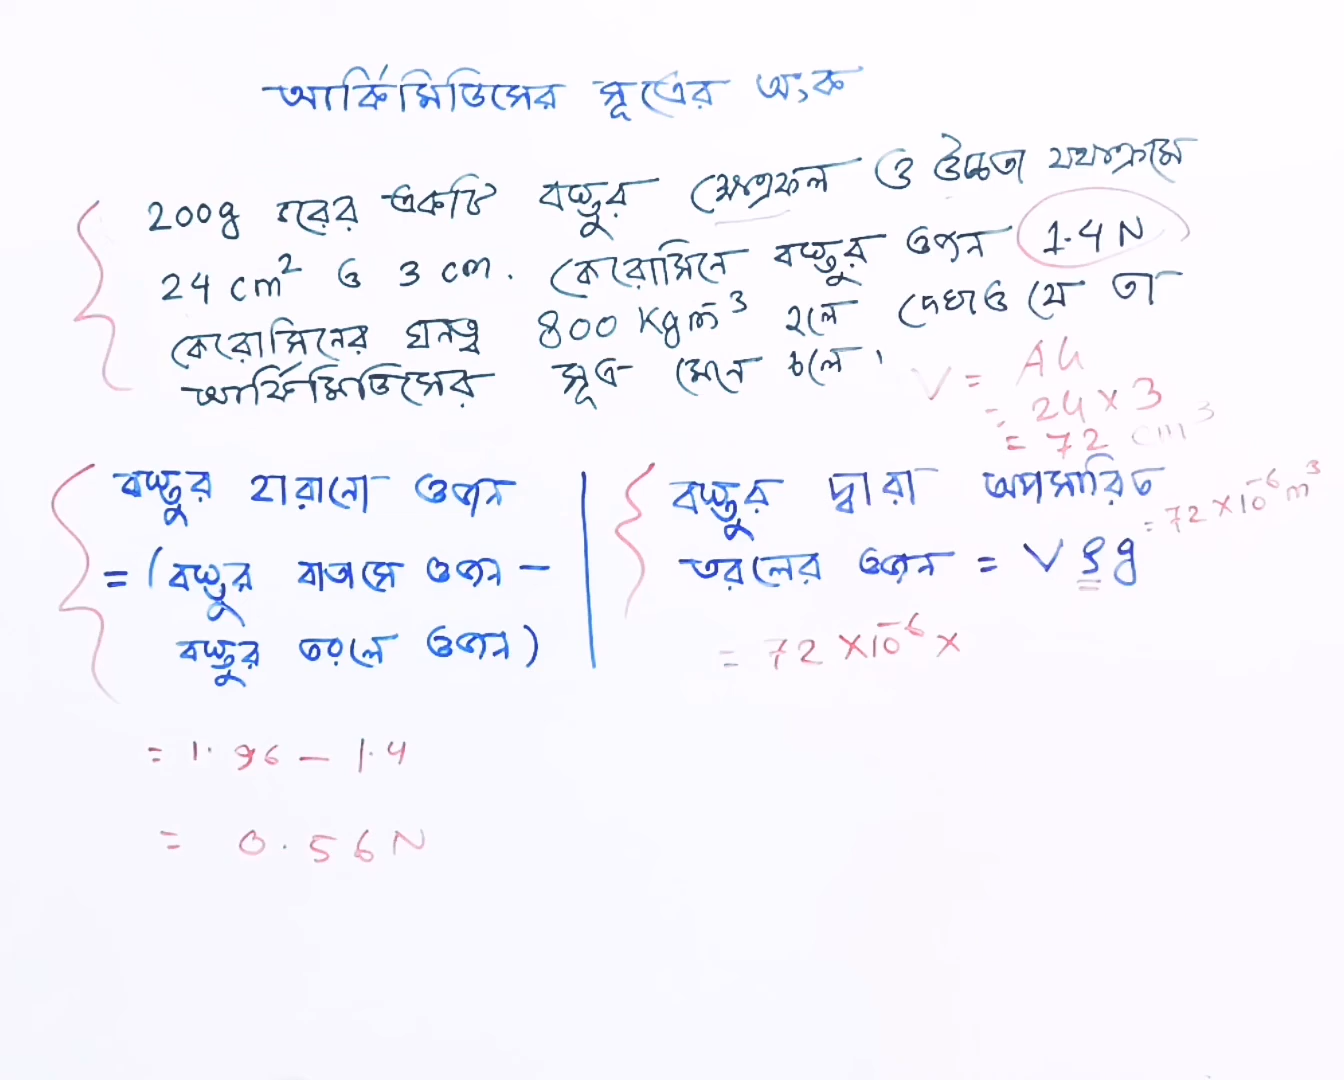 আর্কিমিডিসের সূত্রের অংক
200g ভরের একটি বস্তুর ক্ষেত্রফল ও উচ্চতা যথাক্রমে
24 cm² ও 3 cm. কেরোসিনে বস্তুর ওজন 1.4 N
কেরোসিনের ঘনত্ব 800 Kgm⁻³ হলে দেখাও যে তা
আর্কিমিডিসের সূত্র মেনে চলে।
V = Ah
= 24 × 3
= 72 cm³
= 72 × 10⁻⁶ m³
বস্তুর হারানো ওজন
= (বস্তুর বাতাসে ওজন –
বস্তুর তরলে ওজন)
= 1.96 – 1.4
= 0.56 N
বস্তুর দ্বারা অপসারিত
তরলের ওজন = Vρg
= 72 × 10⁻⁶ ×